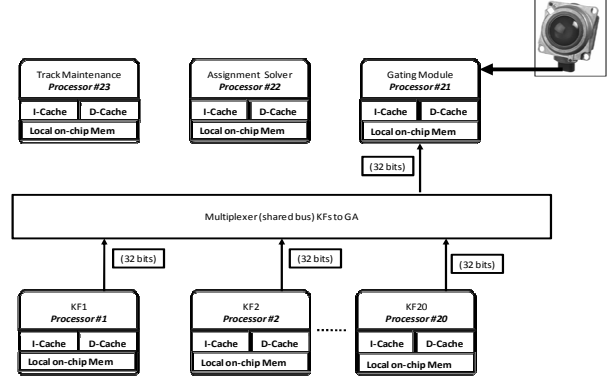 Track Maintenance
Processor #23
I-Cache D-Cache
Local on-chip Mem
Assignment Solver
Processor #22
I-Cache D-Cache
Local on-chip Mem
Gating Module
Processor #21
I-Cache D-Cache
Local on-chip Mem
(32 bits)
Multiplexer (shared bus) KFs to GA
(32 bits)
(32 bits)
(32 bits)
KF1
Processor #1
I-Cache D-Cache
Local on-chip Mem
KF2
Processor #2
I-Cache D-Cache
Local on-chip Mem
........
KF20
Processor #20
I-Cache D-Cache
Local on-chip Mem